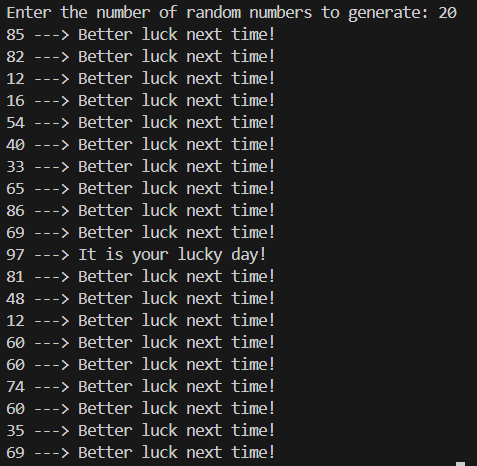 Enter the number of random numbers to generate: 20
85 ---> Better luck next time!
82 ---> Better luck next time!
12 ---> Better luck next time!
16 ---> Better luck next time!
54 ---> Better luck next time!
40 ---> Better luck next time!
33 ---> Better luck next time!
65 ---> Better luck next time!
86 ---> Better luck next time!
69 ---> Better luck next time!
97 ---> It is your lucky day!
81 ---> Better luck next time!
48 ---> Better luck next time!
12 ---> Better luck next time!
60 ---> Better luck next time!
60 ---> Better luck next time!
74 ---> Better luck next time!
60 ---> Better luck next time!
35 ---> Better luck next time!
69 ---> Better luck next time!